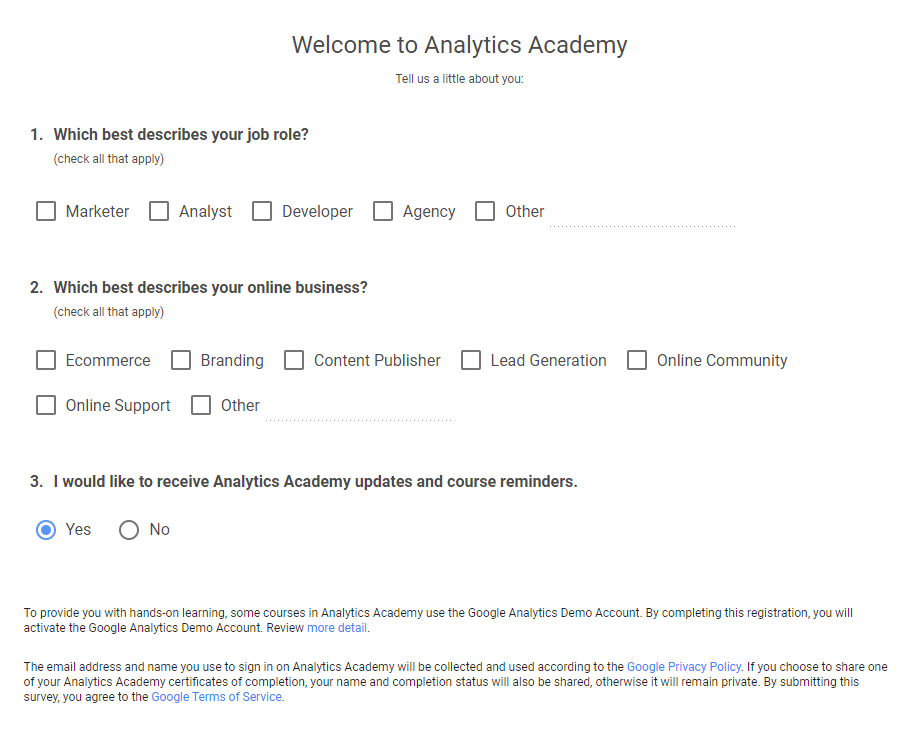 Welcome to Analytics Academy
Tell us a little about you:
1. Which best describes your job role?
(check all that apply)
Marketer Analyst Developer Agency Other
2. Which best describes your online business?
(check all that apply)
Ecommerce Branding Content Publisher Lead Generation Online Community
Online Support Other
3. I would like to receive Analytics Academy updates and course reminders.
Yes No
To provide you with hands-on learning, some courses in Analytics Academy use the Google Analytics Demo Account. By completing this registration, you will
activate the Google Analytics Demo Account. Review more detail.
The email address and name you use to sign in on Analytics Academy will be collected and used according to the Google Privacy Policy. If you choose to share one
of your Analytics Academy certificates of completion, your name and completion status will also be shared, otherwise it will remain private. By submitting this
survey, you agree to the Google Terms of Service.